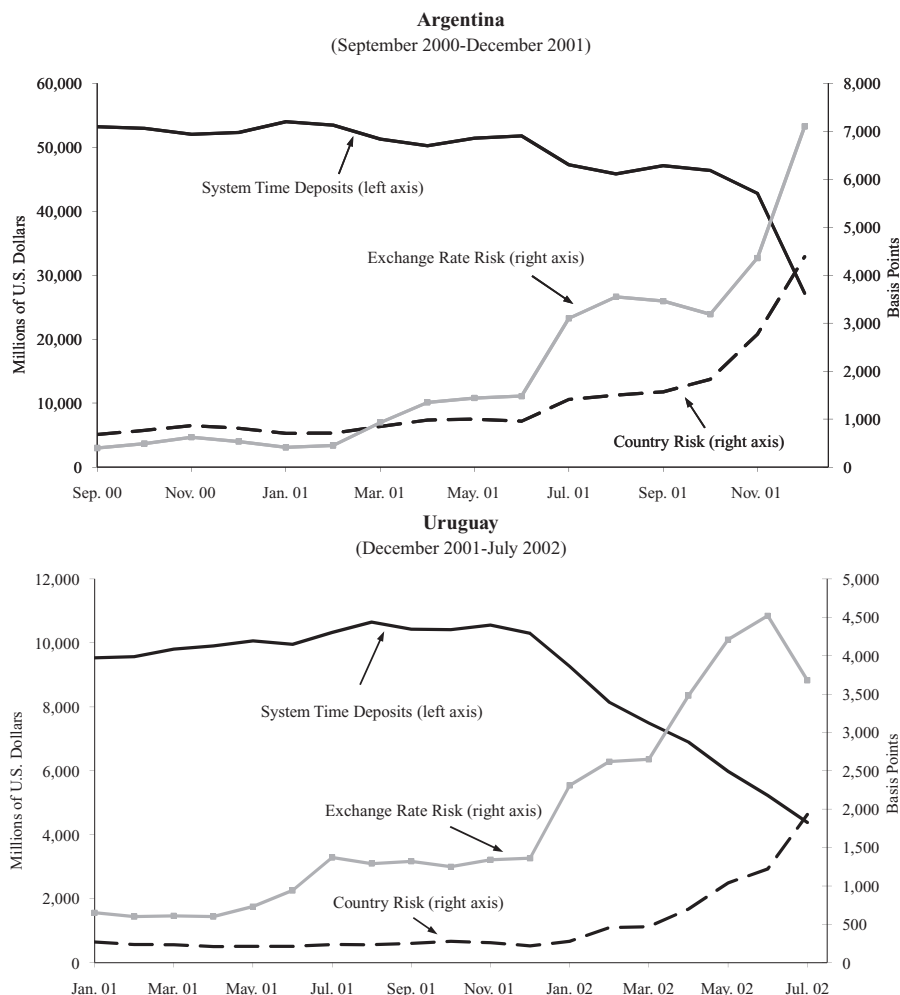 Argentina
(September 2000-December 2001)
60,000
50,000
40,000
30,000
20,000
10,000
0
Millions of U.S. Dollars
8,000
7,000
6,000
5,000
4,000
3,000
2,000
1,000
0
Basis Points
System Time Deposits (left axis)
Exchange Rate Risk (right axis)
Country Risk (right axis)
Sep. 00 Nov. 00 Jan. 01 Mar. 01 May. 01 Jul. 01 Sep. 01 Nov. 01
Uruguay
(December 2001-July 2002)
12,000
10,000
8,000
6,000
4,000
2,000
0
Millions of U.S. Dollars
5,000
4,500
4,000
3,500
3,000
2,500
2,000
1,500
1,000
500
0
Basis Points
System Time Deposits (left axis)
Exchange Rate Risk (right axis)
Country Risk (right axis)
Jan. 01 Mar. 01 May. 01 Jul. 01 Sep. 01 Nov. 01 Jan. 02 Mar. 02 May. 02 Jul. 02